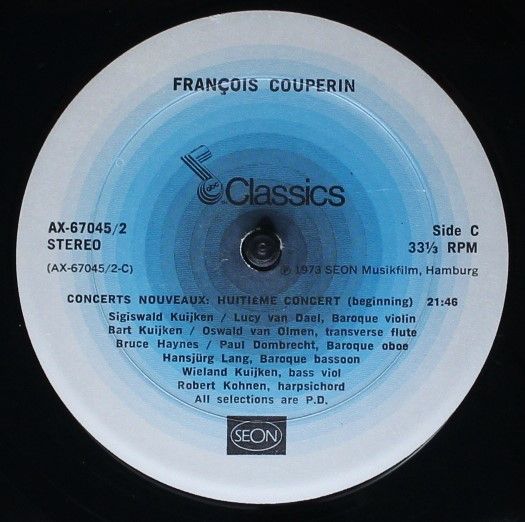 FRANÇOIS COUPERIN
abc Classics
AX-67045/2
STEREO
(AX-67045/2-C)
Side C
33⅓ RPM
℗ 1973 SEON Musikfilm, Hamburg
CONCERTS NOUVEAUX: HUITIÈME CONCERT (beginning) 21:46
Sigiswald Kuijken / Lucy van Dael, Baroque violin
Bart Kuijken / Oswald van Olmen, transverse flute
Bruce Haynes / Paul Dombrecht, Baroque oboe
Hansjürg Lang, Baroque bassoon
Wieland Kuijken, bass viol
Robert Kohnen, harpsichord
All selections are P.D.
SEON